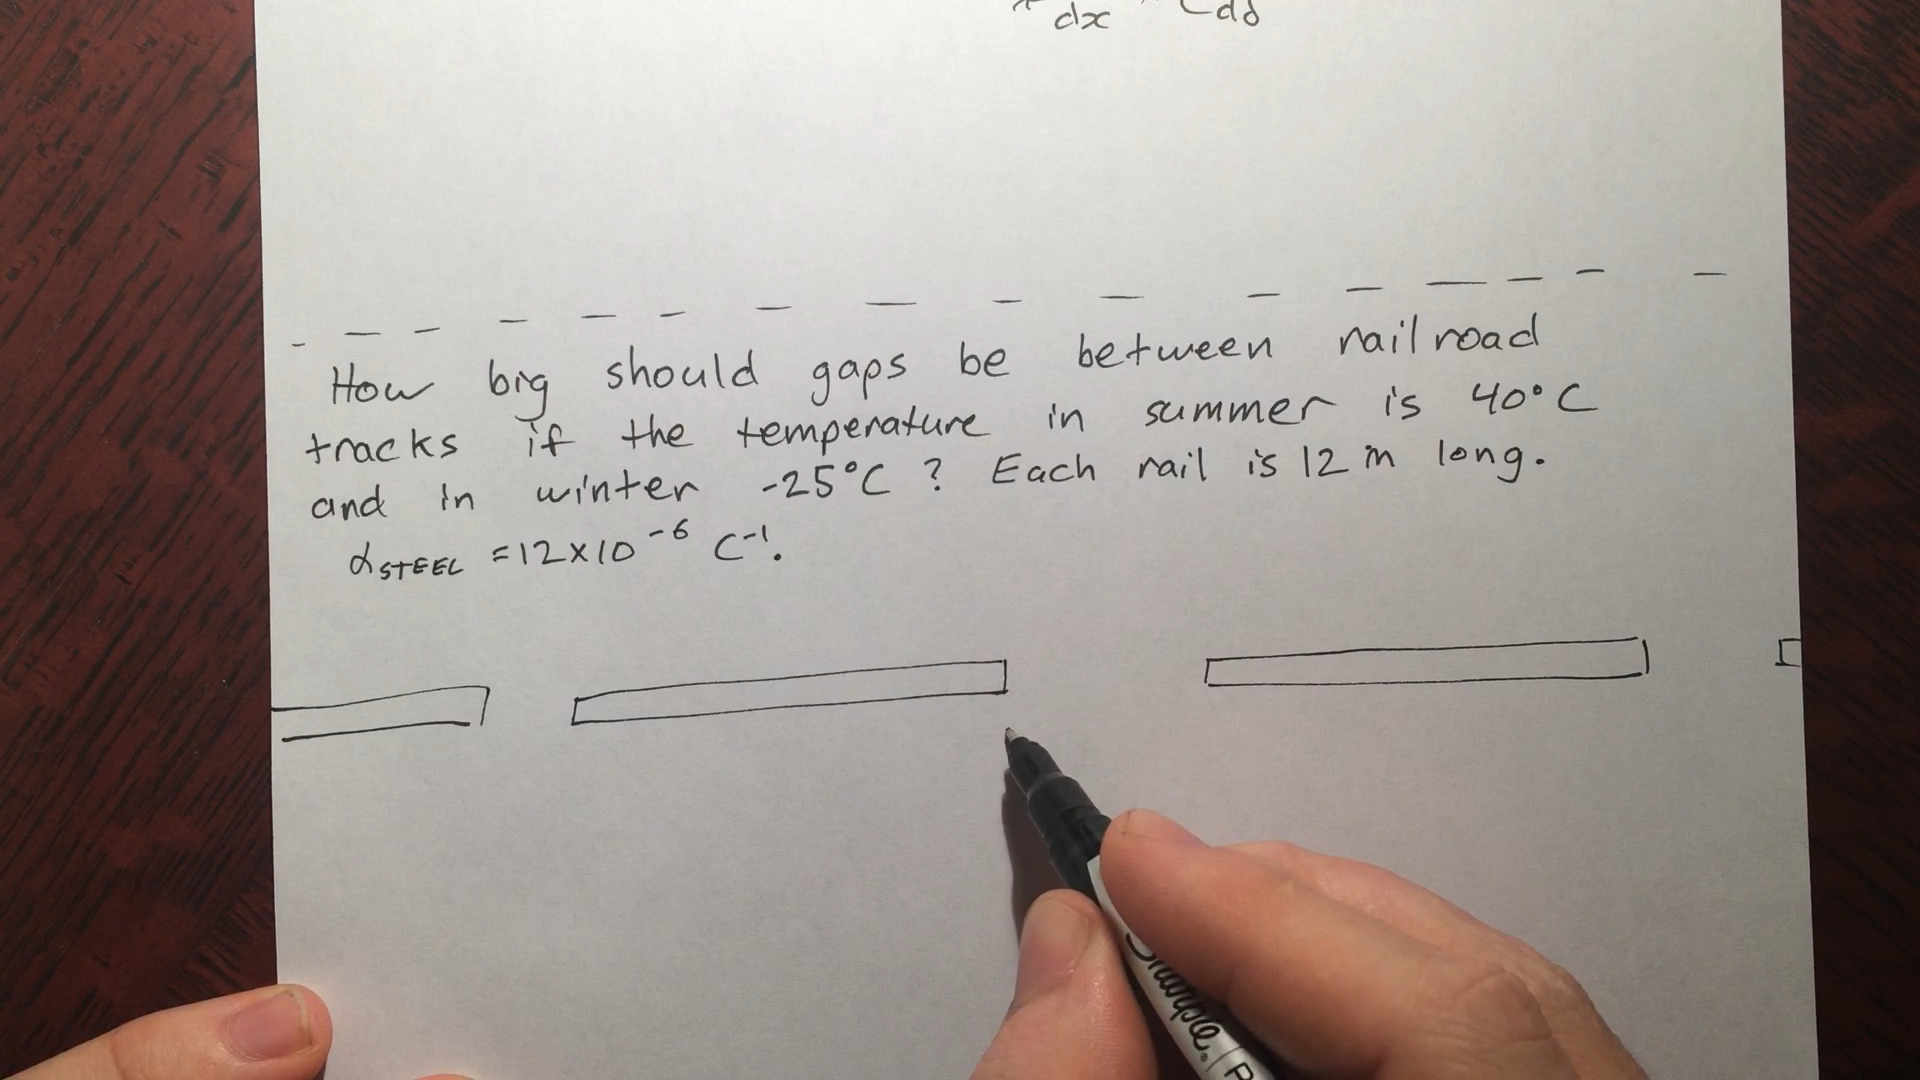 dx
How big should gaps be between railroad
tracks if the temperature in summer is 40°C
and in winter -25°C ? Each rail is 12 m long.
αSTEEL = 12×10⁻⁶ C⁻¹.
Sharpie.